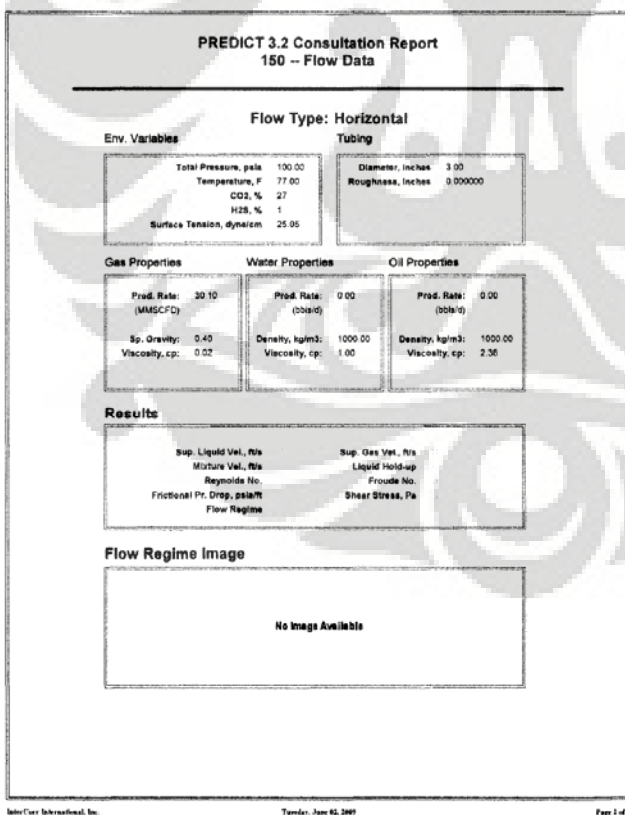 PREDICT 3.2 Consultation Report
150 -- Flow Data
Flow Type: Horizontal
Env. Variables
Tubing
Total Pressure, psia 100.00
Temperature, F 77.00
CO2, % 27
H2S, % 1
Surface Tension, dyne/cm 25.05
Diameter, inches 3.00
Roughness, inches 0.000000
Gas Properties
Water Properties
Oil Properties
Prod. Rate: 30.10
(MMSCFD)
Sp. Gravity: 0.40
Viscosity, cp: 0.02
Prod. Rate: 0.00
(bbls/d)
Density, kg/m3: 1000.00
Viscosity, cp: 1.00
Prod. Rate: 0.00
(bbls/d)
Density, kg/m3: 1000.00
Viscosity, cp: 2.36
Results
Sup. Liquid Vel., ft/s
Mixture Vel., ft/s
Reynolds No.
Frictional Pr. Drop, psia/ft
Flow Regime
Sup. Gas Vel., ft/s
Liquid Hold-up
Froude No.
Shear Stress, Pa
Flow Regime Image
No Image Available
InterCorr International, Inc.
Tuesday, June 02, 2009
Page 1 of